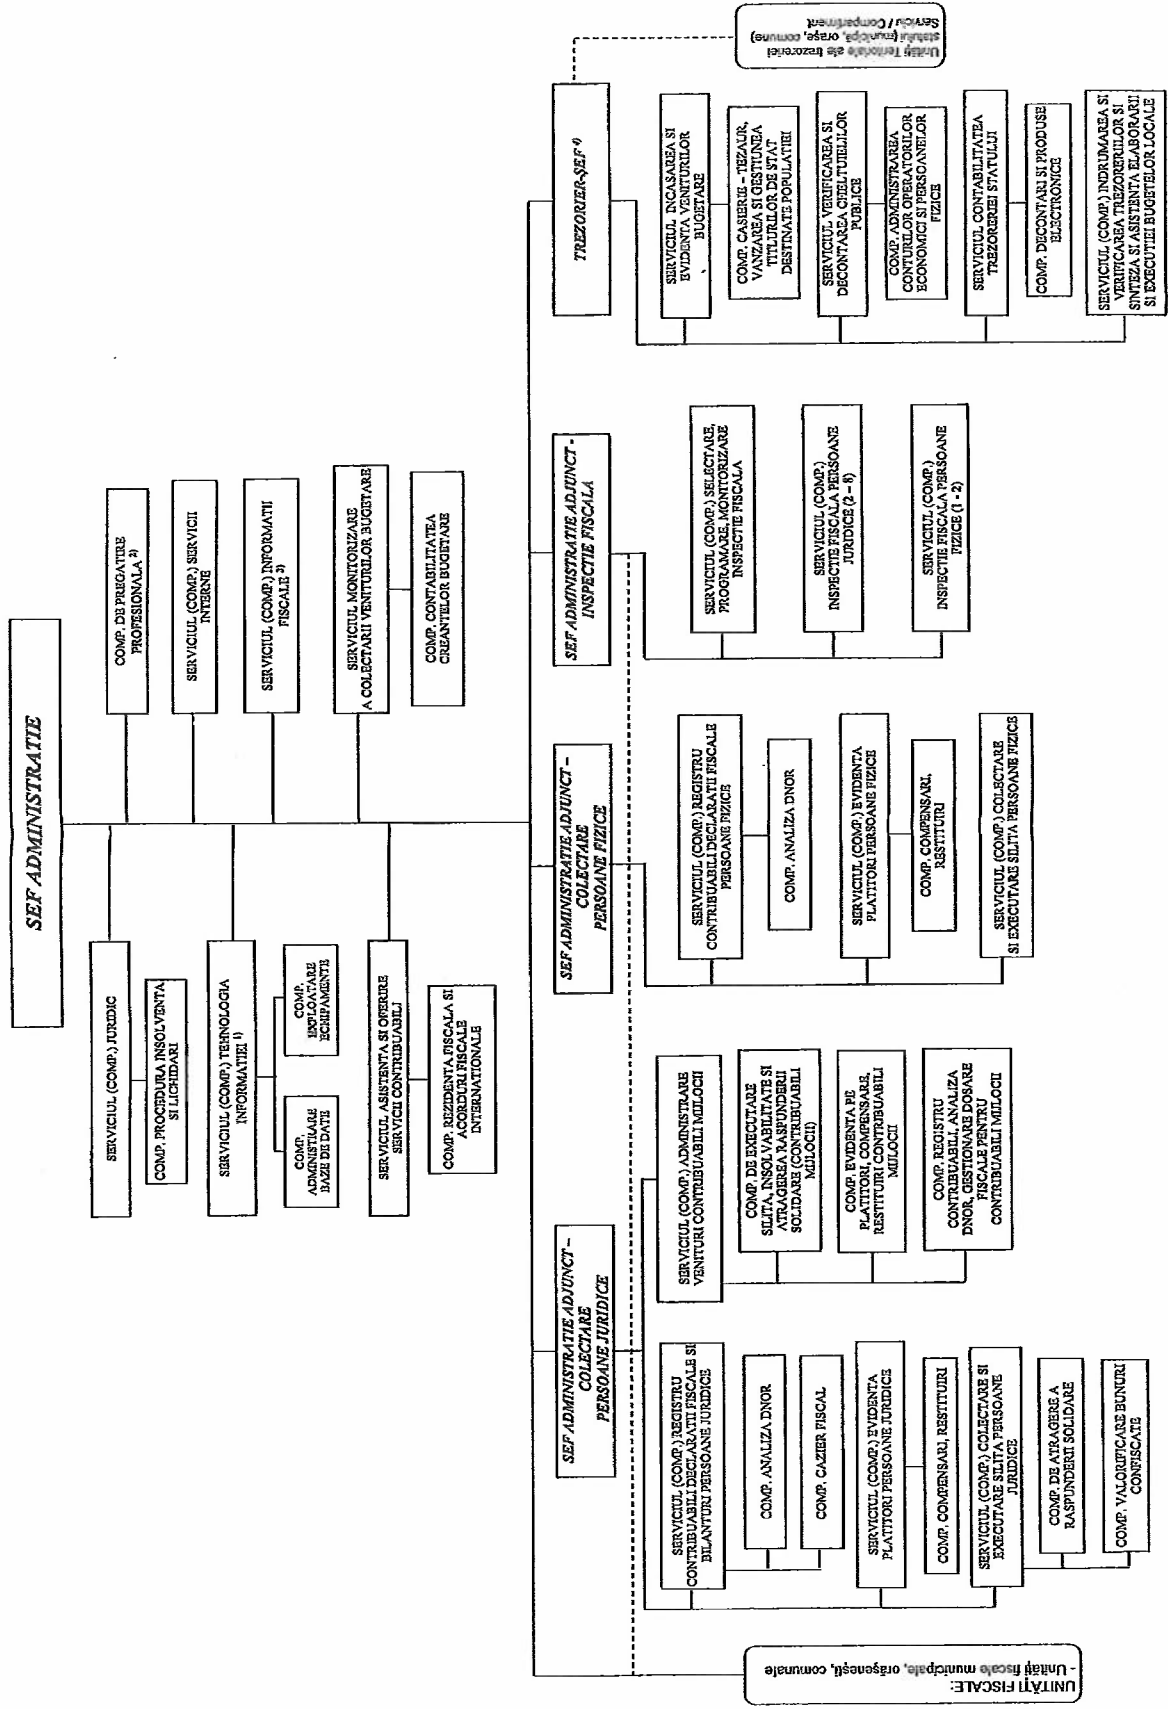 SEF ADMINISTRATIE
SERVICIUL (COMP.) JURIDIC
COMP. PROCEDURA INSOLVENTA
SI LICHIDARI
SERVICIUL (COMP.) TEHNOLOGIA
INFORMATIEI 1)
COMP.
ADMINISTRARE
BAZE DE DATE
COMP.
EXPLOATARE
ECHIPAMENTE
SERVICIUL ASISTENTA SI OFERIRE
SERVICII CONTRIBUABILI
COMP. REZIDENTA FISCALA SI
ACORDURI FISCALE
INTERNATIONALE
COMP. DE PREGATIRE
PROFESIONALA 2)
SERVICIUL (COMP.) SERVICII
INTERNE
SERVICIUL (COMP.) INFORMATII
FISCALE 3)
SERVICIUL MONITORIZARE
A COLECTARII VENITURILOR BUGETARE
COMP. CONTABILITATEA
CREANTELOR BUGETARE
UNITĂȚI FISCALE:
- Unități fiscale municipale, orășenești, comunale
SEF ADMINISTRATIE ADJUNCT –
COLECTARE
PERSOANE JURIDICE
SERVICIUL (COMP.) REGISTRU
CONTRIBUABILI DECLARATII FISCALE SI
BILANTURI PERSOANE JURIDICE
COMP. ANALIZA DNOR
COMP. CAZIER FISCAL
SERVICIUL (COMP.) EVIDENTA
PLATITORI PERSOANE JURIDICE
COMP. COMPENSARI, RESTITUIRI
SERVICIUL (COMP.) COLECTARE SI
EXECUTARE SILITA PERSOANE
JURIDICE
COMP. DE ATRAGERE A
RASPUNDERII SOLIDARE
COMP. VALORIFICARE BUNURI
CONFISCATE
SERVICIUL (COMP.) ADMINISTRARE
VENITURI CONTRIBUABILI MIJLOCII
COMP. DE EXECUTARE
SILITA, INSOLVABILITATE SI
ATRAGEREA RASPUNDERII
SOLIDARE (CONTRIBUABILI
MIJLOCII)
COMP. EVIDENTA PE
PLATITORI, COMPENSARE,
RESTITUIRI CONTRIBUABILI
MIJLOCII
COMP. REGISTRU
CONTRIBUABILI, ANALIZA
DNOR, GESTIONARE DOSARE
FISCALE PENTRU
CONTRIBUABILI MIJLOCII
SEF ADMINISTRATIE ADJUNCT –
COLECTARE
PERSOANE FIZICE
SERVICIUL (COMP.) REGISTRU
CONTRIBUABILI DECLARATII FISCALE
PERSOANE FIZICE
COMP. ANALIZA DNOR
SERVICIUL (COMP.) EVIDENTA
PLATITORI PERSOANE FIZICE
COMP. COMPENSARI,
RESTITUIRI
SERVICIUL (COMP.) COLECTARE
SI EXECUTARE SILITA PERSOANE FIZICE
SEF ADMINISTRATIE ADJUNCT -
INSPECTIE FISCALA
SERVICIUL (COMP.) SELECTARE,
PROGRAMARE, MONITORIZARE
INSPECTIE FISCALA
SERVICIUL (COMP.)
INSPECTIE FISCALA PERSOANE
JURIDICE (2 – 8)
SERVICIUL (COMP.)
INSPECTIE FISCALA PERSOANE
FIZICE (1 - 2)
TREZORIER-ȘEF 4)
SERVICIUL INCASAREA SI
EVIDENTA VENITURILOR
BUGETARE
COMP. CASIERIE – TEZAUR,
VANZAREA SI GESTIUNEA
TITLURILOR DE STAT
DESTINATE POPULATIEI
SERVICIUL VERIFICAREA SI
DECONTAREA CHELTUIELILOR
PUBLICE
COMP. ADMINISTRAREA
CONTURILOR OPERATORILOR
ECONOMICI SI PERSOANELOR
FIZICE
SERVICIUL CONTABILITATEA
TREZORERIEI STATULUI
COMP. DECONTARI SI PRODUSE
ELECTRONICE
SERVICIUL (COMP.) INDRUMAREA SI
VERIFICAREA TREZORERIILOR SI
SINTEZA SI ASISTENTA ELABORARII
SI EXECUTIEI BUGETELOR LOCALE
Unități Teritoriale ale trezoreriei
statului (municipii, orașe, comune)
Serviciu / Compartiment